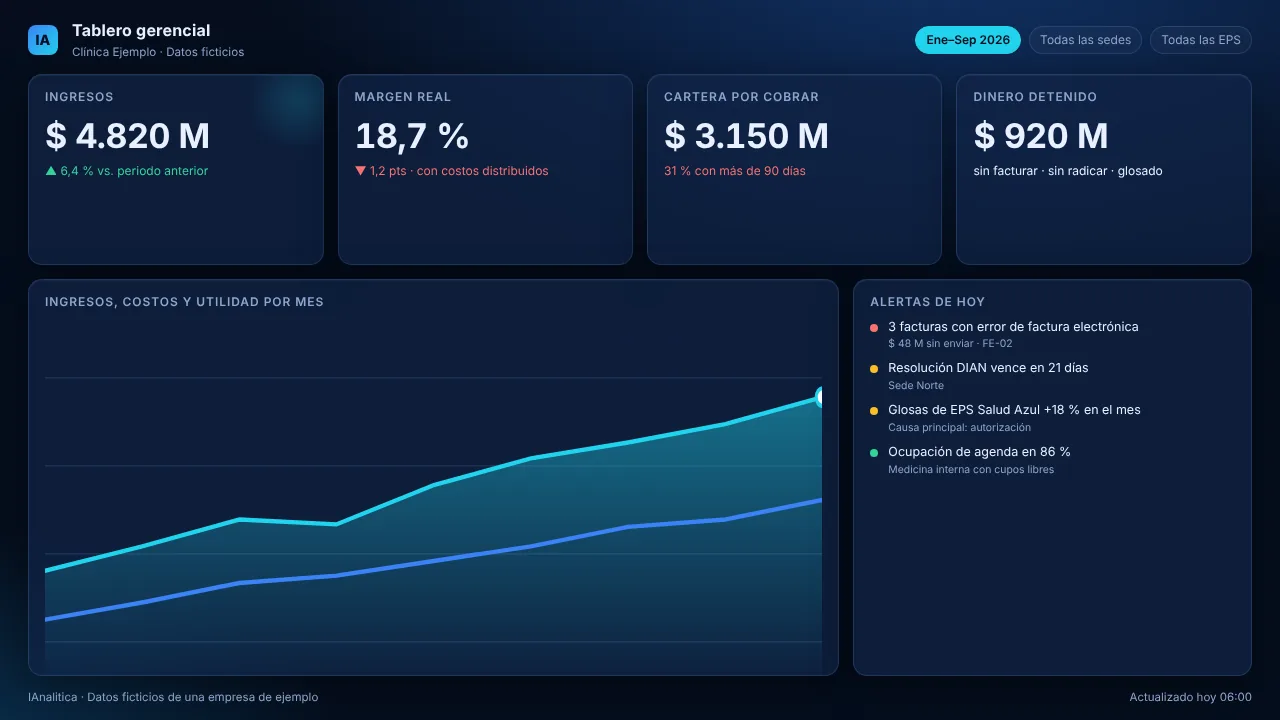 IA
Tablero gerencial
Clínica Ejemplo · Datos ficticios
Ene–Sep 2026
Todas las sedes
Todas las EPS
INGRESOS
$ 4.820 M
▲ 6,4 % vs. periodo anterior
MARGEN REAL
18,7 %
▼ 1,2 pts · con costos distribuidos
CARTERA POR COBRAR
$ 3.150 M
31 % con más de 90 días
DINERO DETENIDO
$ 920 M
sin facturar · sin radicar · glosado
INGRESOS, COSTOS Y UTILIDAD POR MES
ALERTAS DE HOY
3 facturas con error de factura electrónica
$ 48 M sin enviar · FE-02
Resolución DIAN vence en 21 días
Sede Norte
Glosas de EPS Salud Azul +18 % en el mes
Causa principal: autorización
Ocupación de agenda en 86 %
Medicina interna con cupos libres
IAnalitica · Datos ficticios de una empresa de ejemplo
Actualizado hoy 06:00